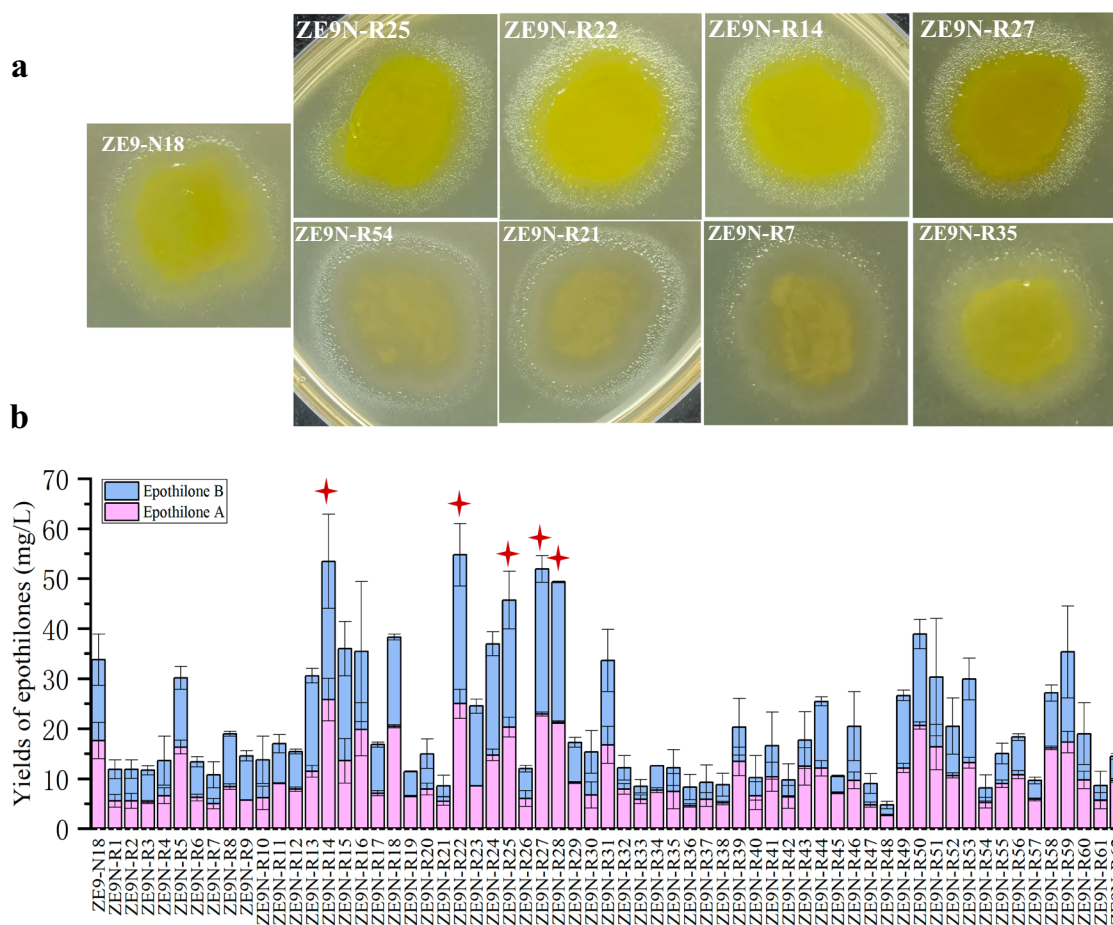 a
ZE9-N18
ZE9N-R25
ZE9N-R22
ZE9N-R14
ZE9N-R27
ZE9N-R54
ZE9N-R21
ZE9N-R7
ZE9N-R35
b
Yields of epothilones (mg/L)
70
60
50
40
30
20
10
0
Epothilone B
Epothilone A
ZE9-N18
ZE9N-R1
ZE9N-R2
ZE9N-R3
ZE9N-R4
ZE9N-R5
ZE9N-R6
ZE9N-R7
ZE9N-R8
ZE9N-R9
ZE9N-R10
ZE9N-R11
ZE9N-R12
ZE9N-R13
ZE9N-R14
ZE9N-R15
ZE9N-R16
ZE9N-R17
ZE9N-R18
ZE9N-R19
ZE9N-R20
ZE9N-R21
ZE9N-R22
ZE9N-R23
ZE9N-R24
ZE9N-R25
ZE9N-R26
ZE9N-R27
ZE9N-R28
ZE9N-R29
ZE9N-R30
ZE9N-R31
ZE9N-R32
ZE9N-R33
ZE9N-R34
ZE9N-R35
ZE9N-R36
ZE9N-R37
ZE9N-R38
ZE9N-R39
ZE9N-R40
ZE9N-R41
ZE9N-R42
ZE9N-R43
ZE9N-R44
ZE9N-R45
ZE9N-R46
ZE9N-R47
ZE9N-R48
ZE9N-R49
ZE9N-R50
ZE9N-R51
ZE9N-R52
ZE9N-R53
ZE9N-R54
ZE9N-R55
ZE9N-R56
ZE9N-R57
ZE9N-R58
ZE9N-R59
ZE9N-R60
ZE9N-R61